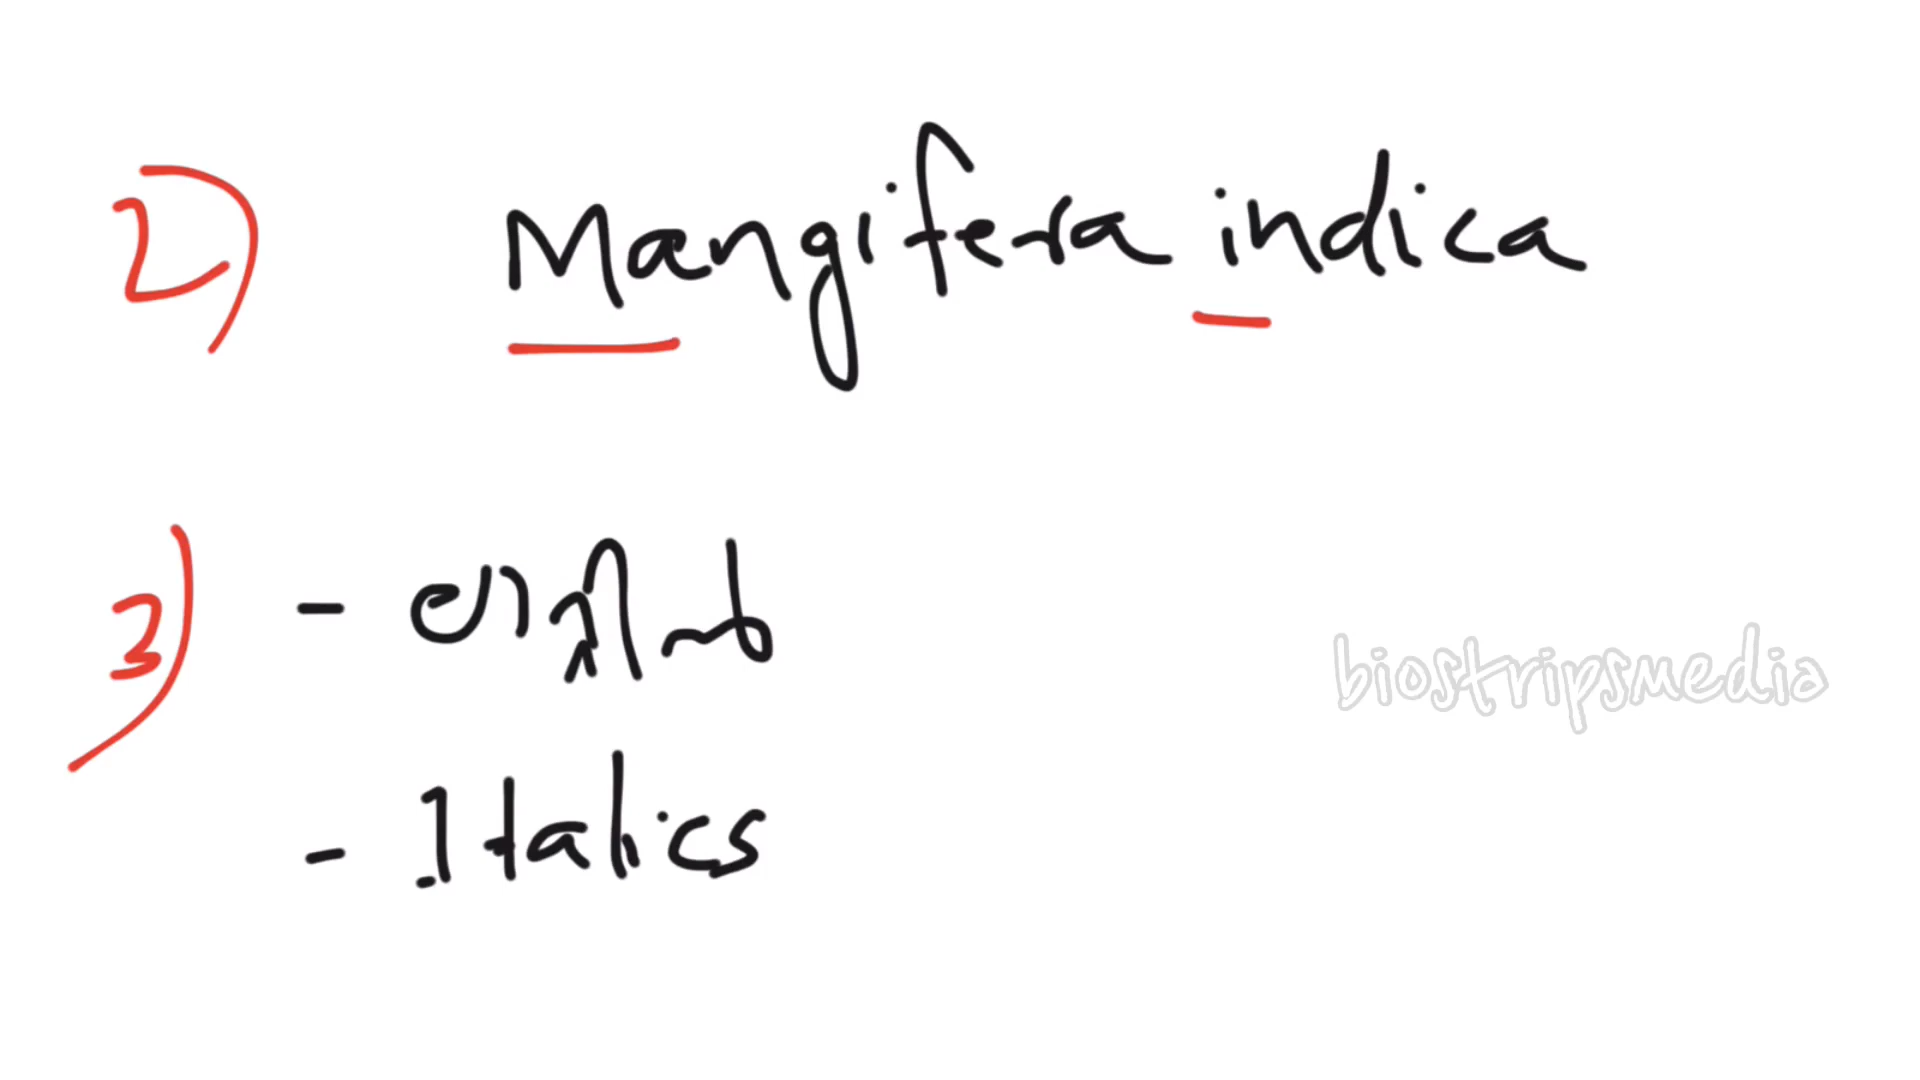 2) Mangifera indica
3) - ലാറ്റിൻ
- Italics
biostripsmedia